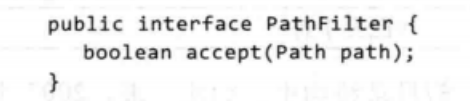 public interface PathFilter {
    boolean accept(Path path);
}